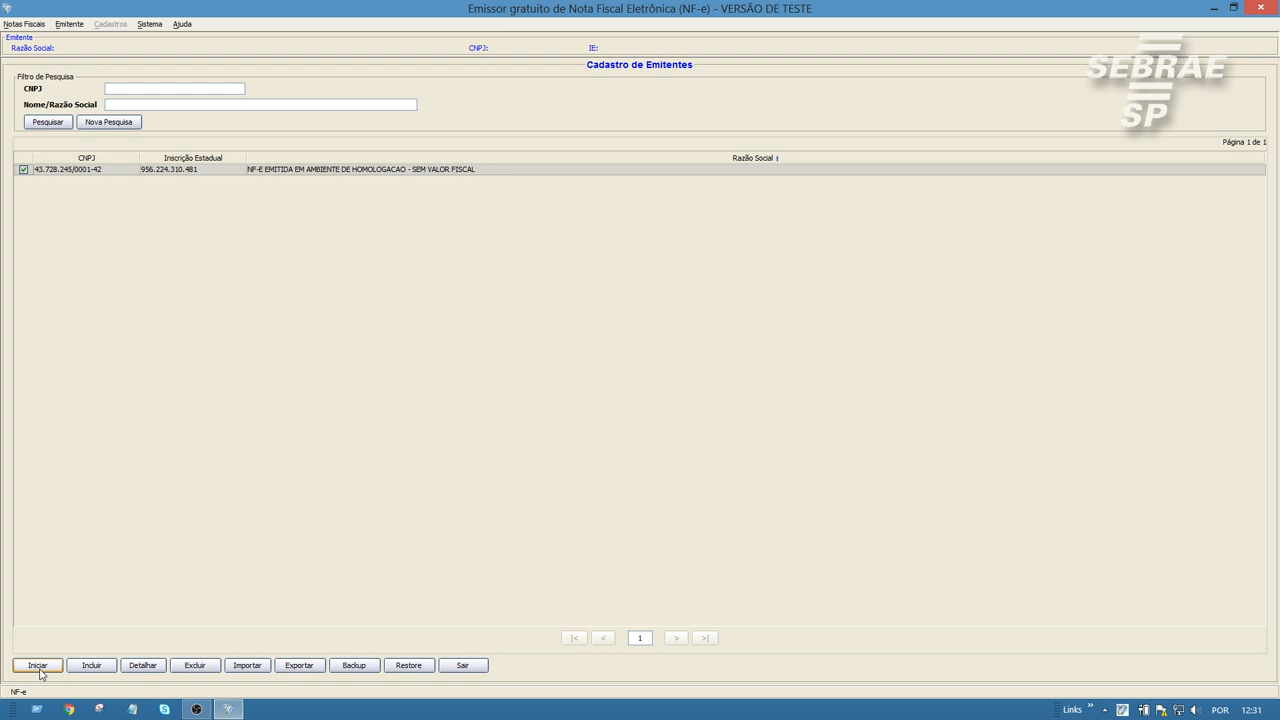 Emissor gratuito de Nota Fiscal Eletrônica (NF-e) - VERSÃO DE TESTE
Notas Fiscais Emitente Cadastros Sistema Ajuda
Emitente
Razão Social: CNPJ: IE:
Cadastro de Emitentes
SEBRAE
SP
Filtro de Pesquisa
CNPJ
Nome/Razão Social
Pesquisar Nova Pesquisa
Página 1 de 1
CNPJ Inscrição Estadual Razão Social
43.728.245/0001-42 956.224.310.481 NF-E EMITIDA EM AMBIENTE DE HOMOLOGACAO - SEM VALOR FISCAL
|< < 1 > >|
Iniciar Incluir Detalhar Excluir Importar Exportar Backup Restore Sair
NF-e
Links » POR 12:31